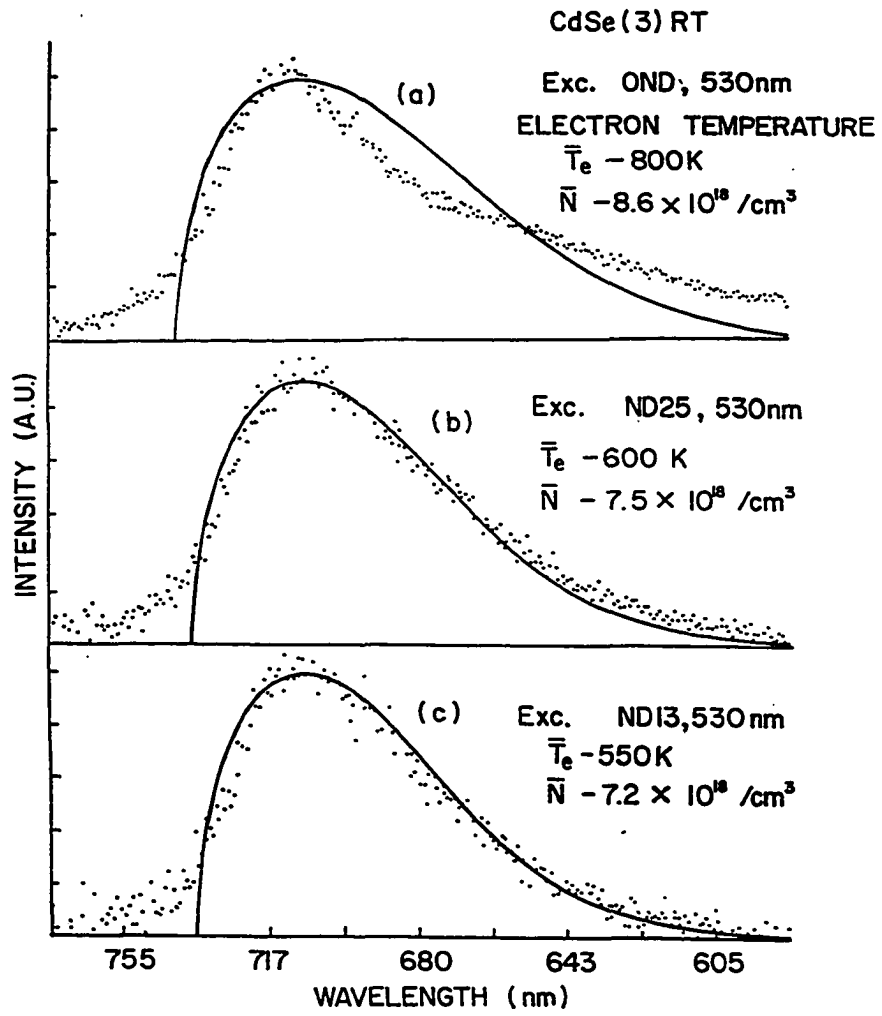 CdSe(3) RT
(a)
Exc. OND, 530nm
ELECTRON TEMPERATURE
T̄e -800K
N̄ -8.6 × 10¹⁸ /cm³
(b)
Exc. ND25, 530nm
T̄e -600 K
N̄ -7.5 × 10¹⁸ /cm³
(c)
Exc. ND13, 530nm
T̄e -550K
N̄ -7.2 × 10¹⁸ /cm³
INTENSITY (A.U.)
755 717 680 643 605
WAVELENGTH (nm)